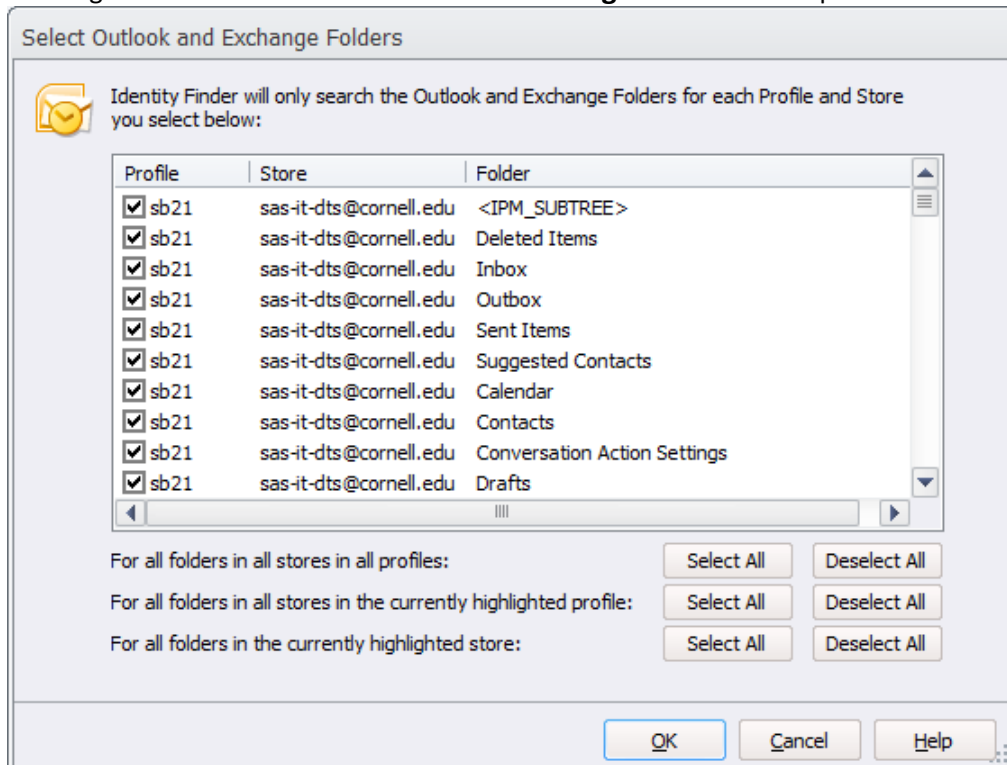 Select Outlook and Exchange Folders
Identity Finder will only search the Outlook and Exchange Folders for each Profile and Store
you select below:
Profile Store Folder
sb21 sas-it-dts@cornell.edu <IPM_SUBTREE>
sb21 sas-it-dts@cornell.edu Deleted Items
sb21 sas-it-dts@cornell.edu Inbox
sb21 sas-it-dts@cornell.edu Outbox
sb21 sas-it-dts@cornell.edu Sent Items
sb21 sas-it-dts@cornell.edu Suggested Contacts
sb21 sas-it-dts@cornell.edu Calendar
sb21 sas-it-dts@cornell.edu Contacts
sb21 sas-it-dts@cornell.edu Conversation Action Settings
sb21 sas-it-dts@cornell.edu Drafts
For all folders in all stores in all profiles: Select All Deselect All
For all folders in all stores in the currently highlighted profile: Select All Deselect All
For all folders in the currently highlighted store: Select All Deselect All
OK Cancel Help